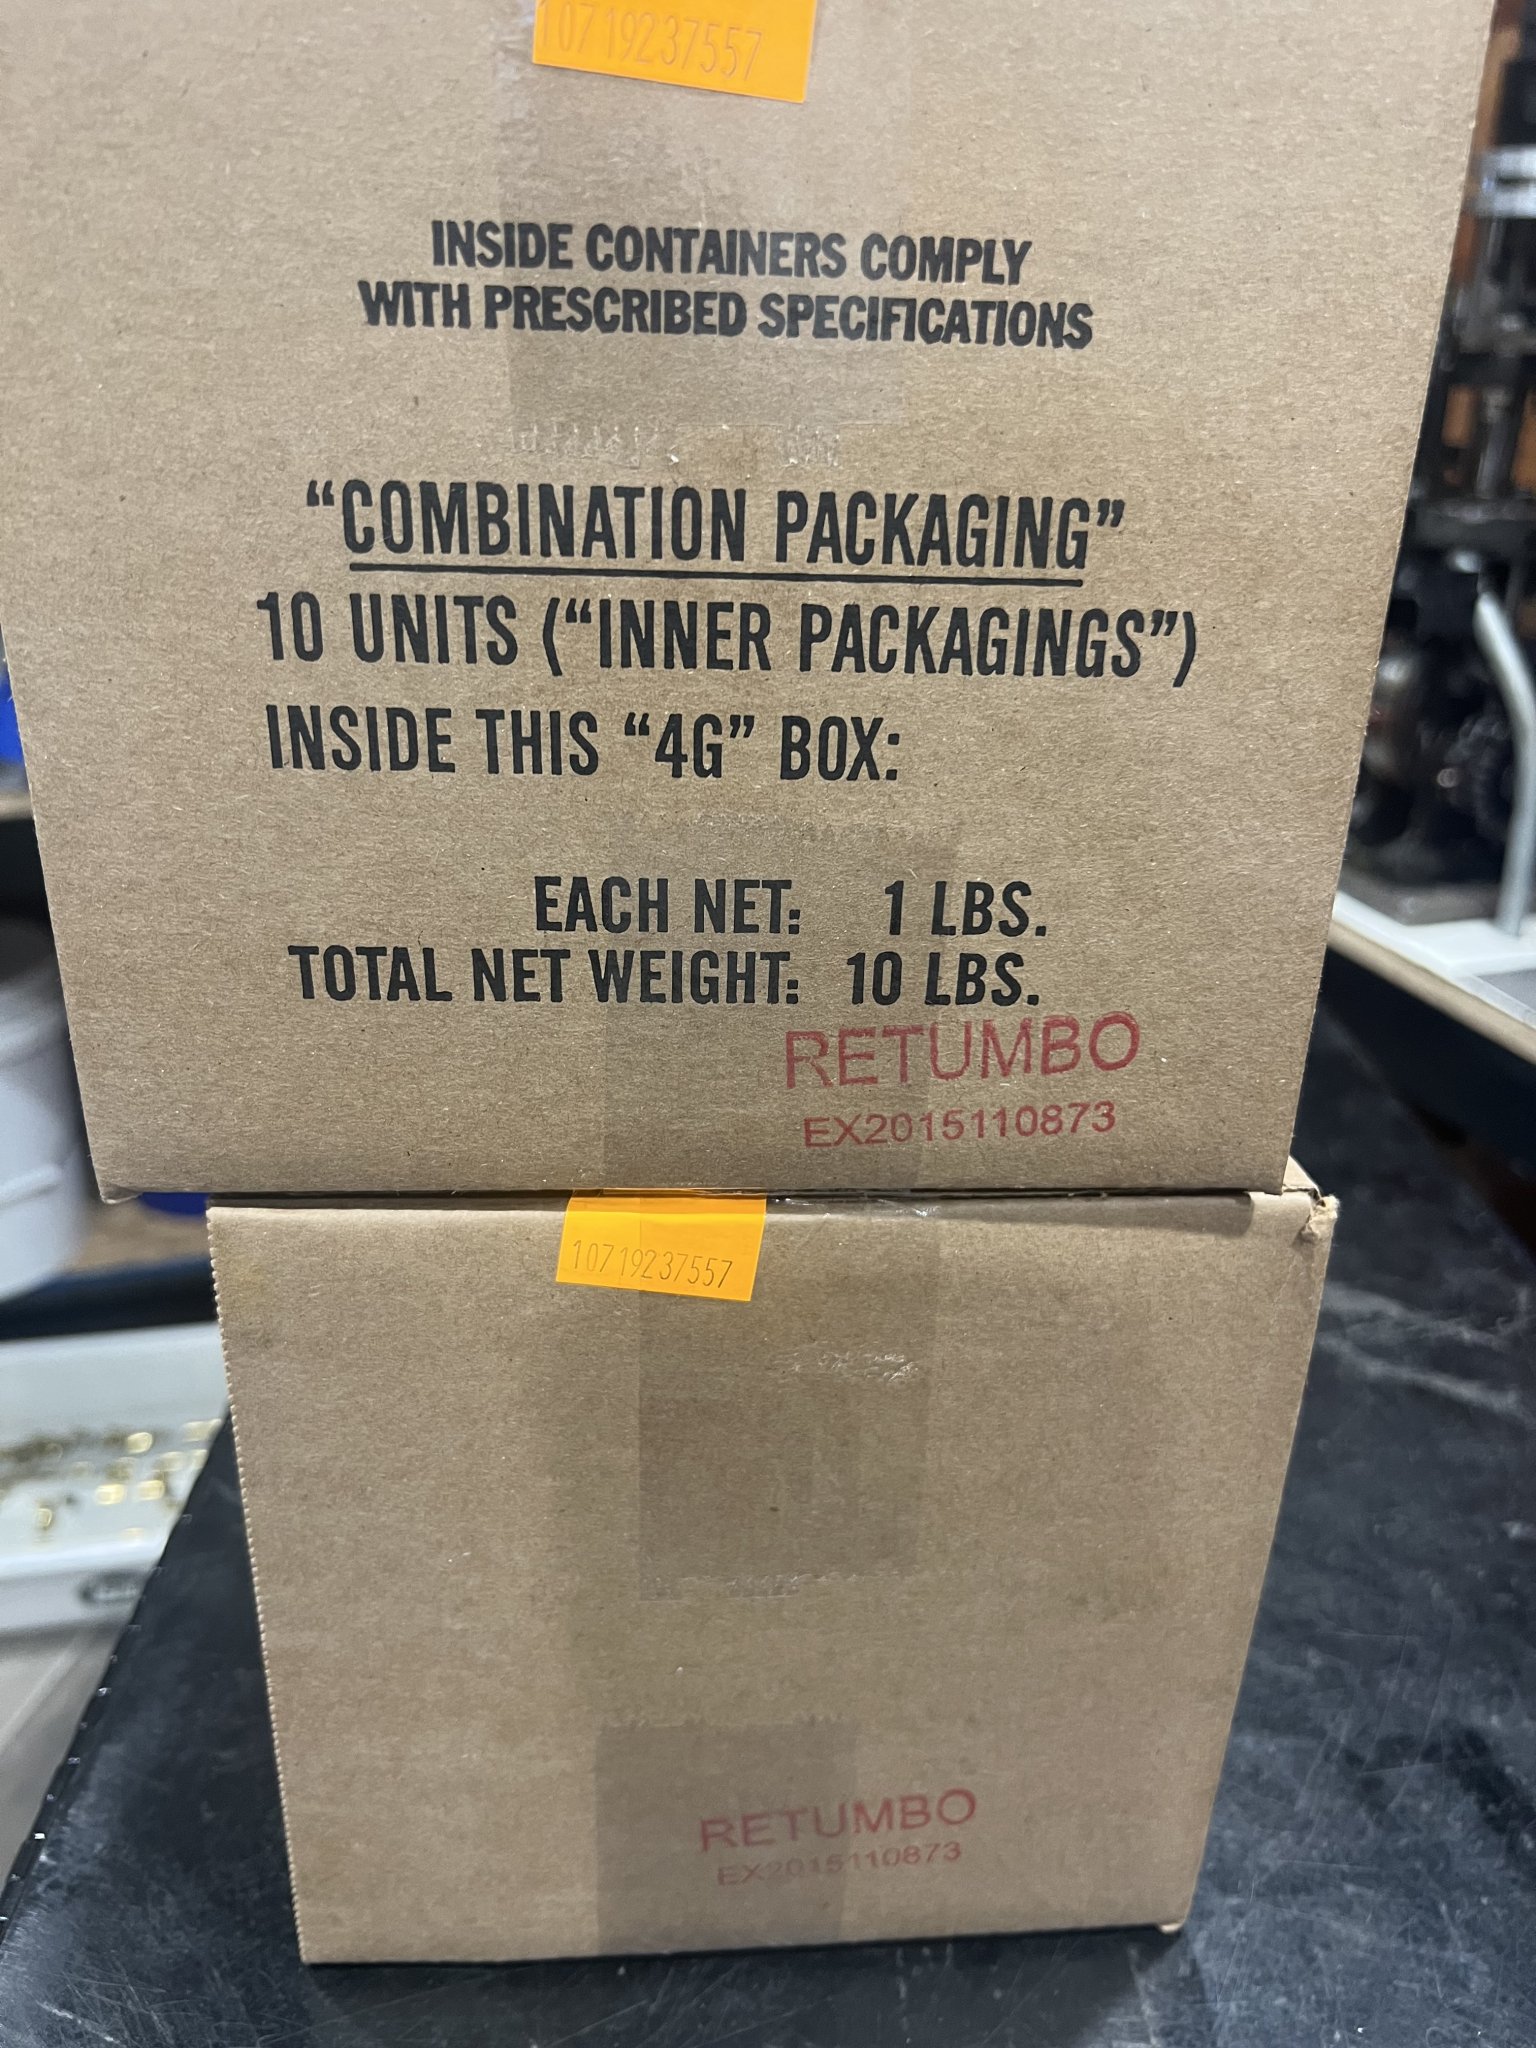 10719237557
INSIDE CONTAINERS COMPLY
WITH PRESCRIBED SPECIFICATIONS
“COMBINATION PACKAGING”
10 UNITS (“INNER PACKAGINGS”)
INSIDE THIS “4G” BOX:
EACH NET: 1 LBS.
TOTAL NET WEIGHT: 10 LBS.
RETUMBO
EX2015110873
10719237557
RETUMBO
EX2015110873